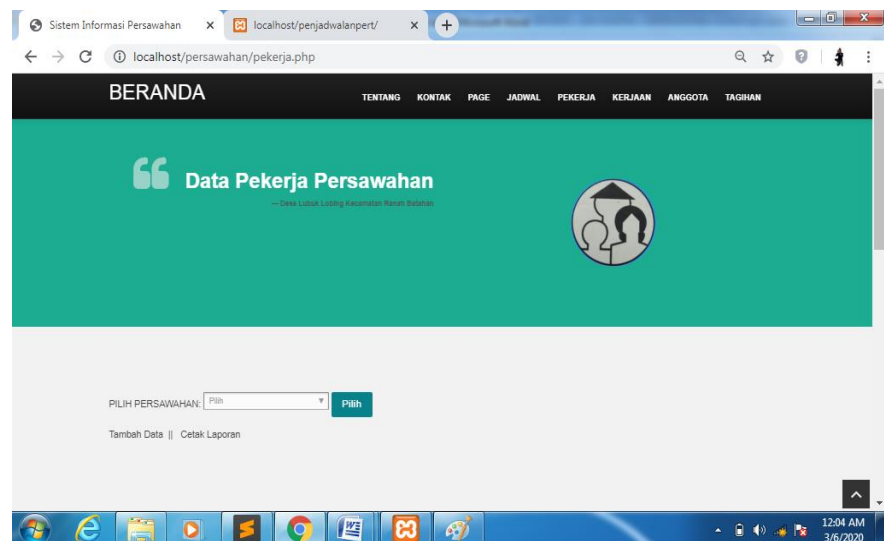 Sistem Informasi Persawahan
localhost/penjadwalanpert/
localhost/persawahan/pekerja.php
BERANDA
TENTANG KONTAK PAGE JADWAL PEKERJA KERJAAN ANGGOTA TAGIHAN
Data Pekerja Persawahan
— Desa Lubuk Lobing Kecamatan Ranah Batahan
PILIH PERSAWAHAN: Pilih Pilih
Tambah Data || Cetak Laporan
12:04 AM
3/6/2020